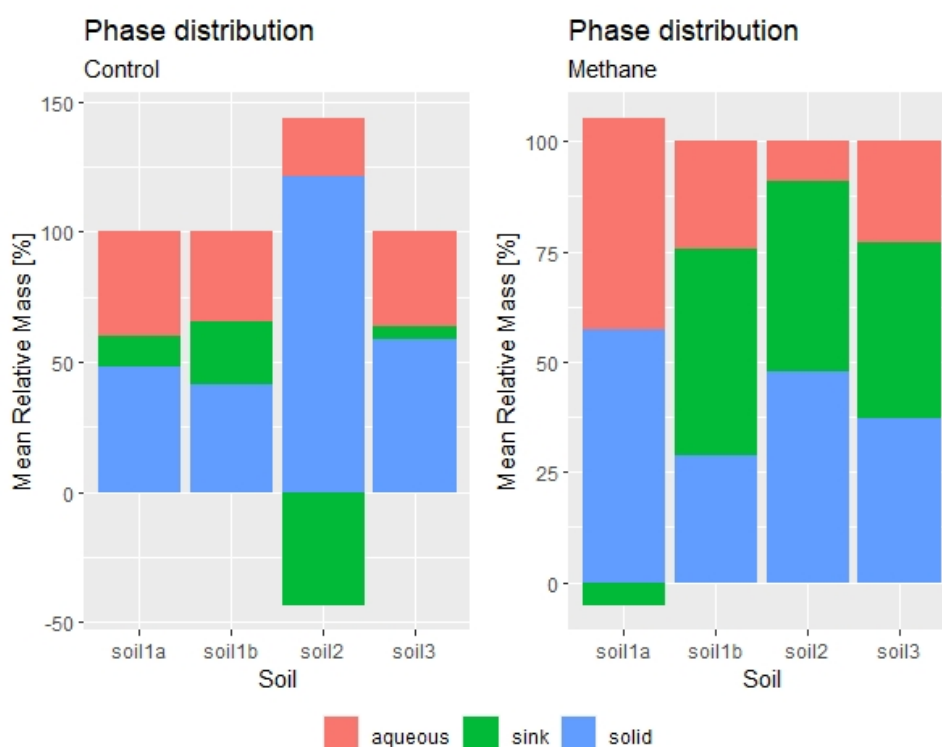 Phase distribution
Control
Mean Relative Mass [%]
150
100
50
0
-50
soil1a soil1b soil2 soil3
Soil
Phase distribution
Methane
Mean Relative Mass [%]
100
75
50
25
0
soil1a soil1b soil2 soil3
Soil
aqueous sink solid